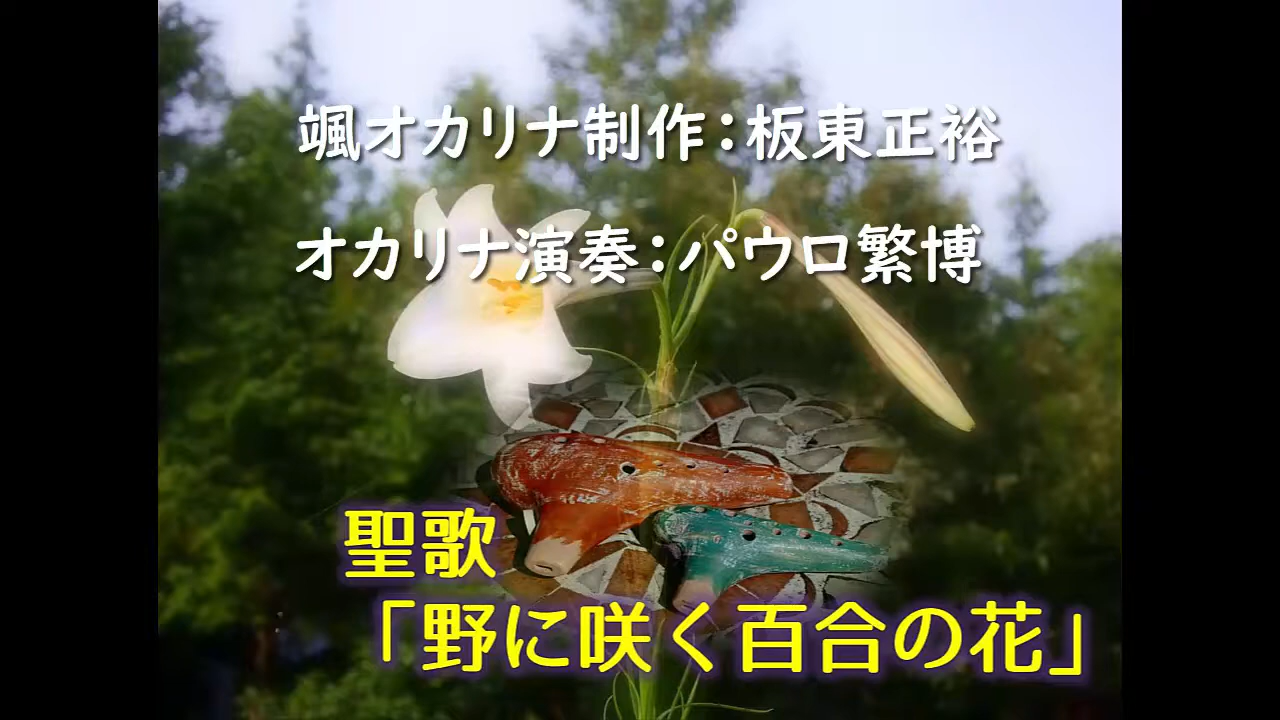 颯オカリナ制作：板東正裕
オカリナ演奏：パウロ繁博
聖歌
「野に咲く百合の花」